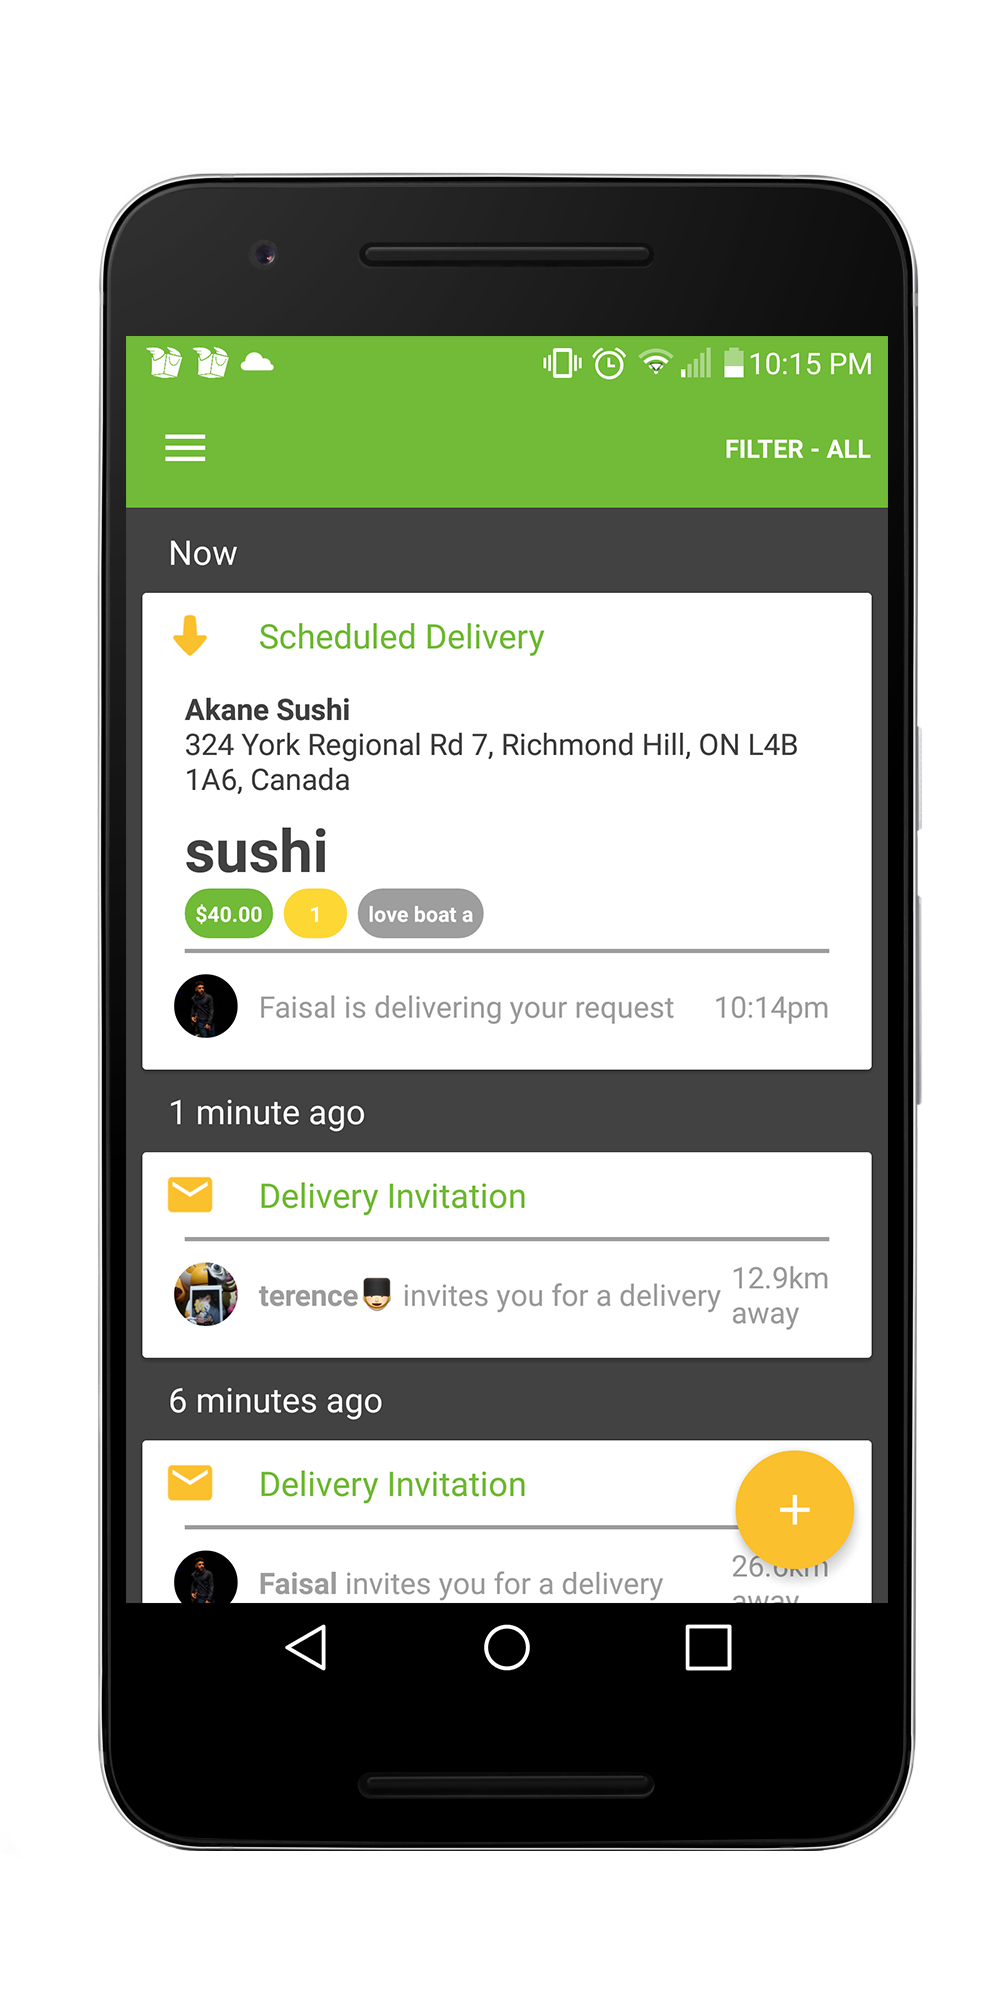 10:15 PM
FILTER - ALL
Now
Scheduled Delivery
Akane Sushi
324 York Regional Rd 7, Richmond Hill, ON L4B
1A6, Canada
sushi
$40.00 1 love boat a
Faisal is delivering your request 10:14pm
1 minute ago
Delivery Invitation
terence invites you for a delivery 12.9km
away
6 minutes ago
Delivery Invitation
Faisal invites you for a delivery
away